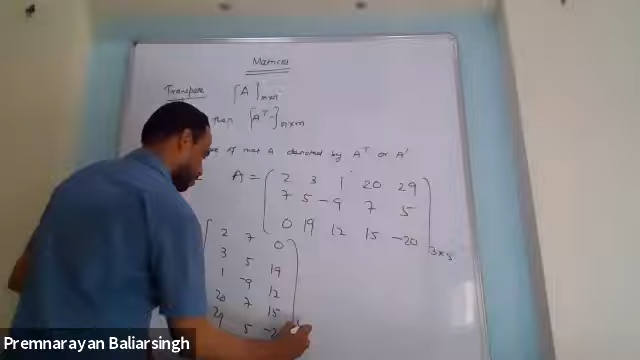 Matrices
Transpose [A]m×n
then [A^T]n×m
of mat A denoted by A^T or A'
A = ( 2 3 1 20 29
7 5 -9 7 5
0 19 12 15 -20 ) 3×5
[ 2 7 0
3 5 19
1 -9 12
20 7 15
29 5 -2
Premnarayan Baliarsingh